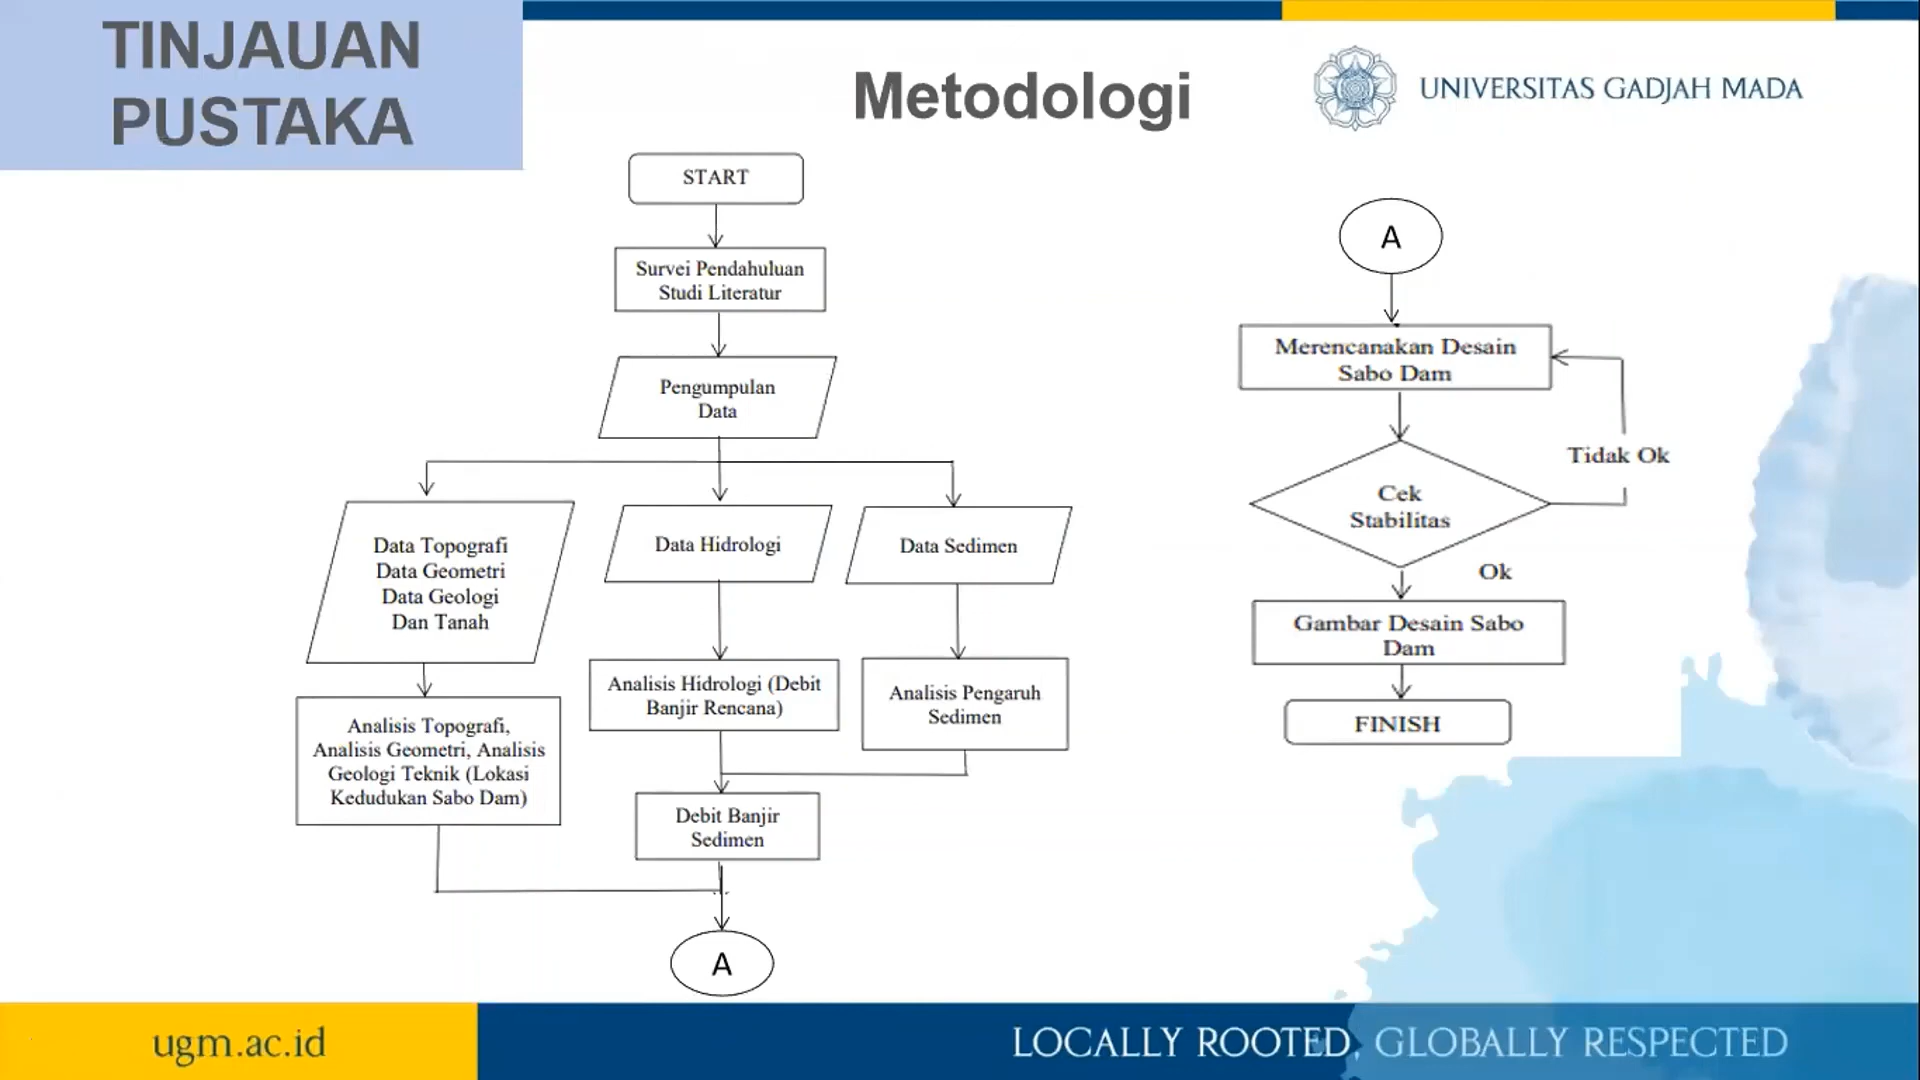 TINJAUAN
PUSTAKA
Metodologi
UNIVERSITAS GADJAH MADA
START
Survei Pendahuluan
Studi Literatur
Pengumpulan
Data
Data Topografi
Data Geometri
Data Geologi
Dan Tanah
Data Hidrologi
Data Sedimen
Analisis Topografi,
Analisis Geometri, Analisis
Geologi Teknik (Lokasi
Kedudukan Sabo Dam)
Analisis Hidrologi (Debit
Banjir Rencana)
Analisis Pengaruh
Sedimen
Debit Banjir
Sedimen
A
A
Merencanakan Desain
Sabo Dam
Cek
Stabilitas
Tidak Ok
Ok
Gambar Desain Sabo
Dam
FINISH
ugm.ac.id
LOCALLY ROOTED, GLOBALLY RESPECTED